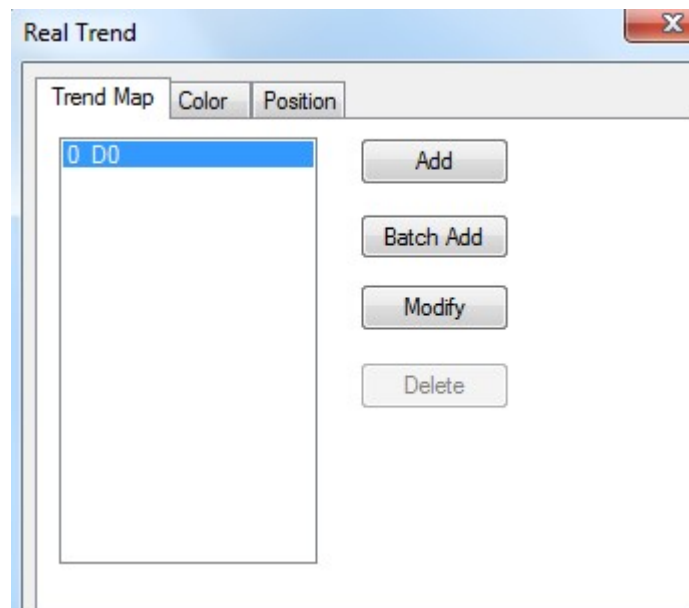 Real Trend
Trend Map Color Position
0 D0
Add
Batch Add
Modify
Delete